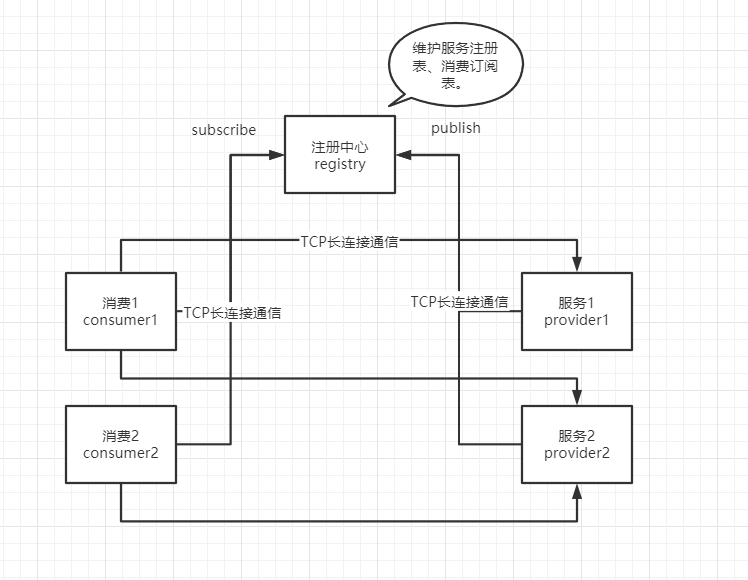 维护服务注册
表、消费订阅
表。
subscribe
publish
注册中心
registry
TCP长连接通信
消费1
consumer1
TCP长连接通信
TCP长连接通信
服务1
provider1
消费2
consumer2
服务2
provider2